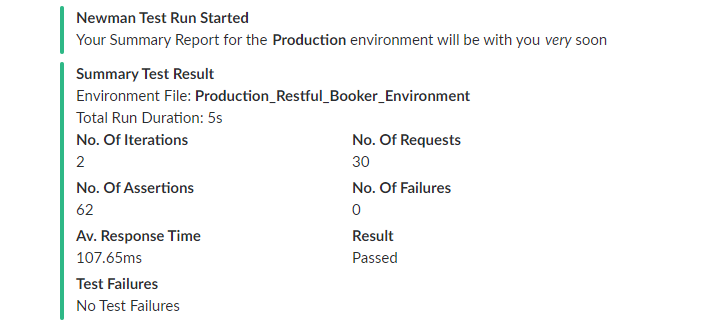 Newman Test Run Started
Your Summary Report for the Production environment will be with you very soon
Summary Test Result
Environment File: Production_Restful_Booker_Environment
Total Run Duration: 5s
No. Of Iterations No. Of Requests
2 30
No. Of Assertions No. Of Failures
62 0
Av. Response Time Result
107.65ms Passed
Test Failures
No Test Failures